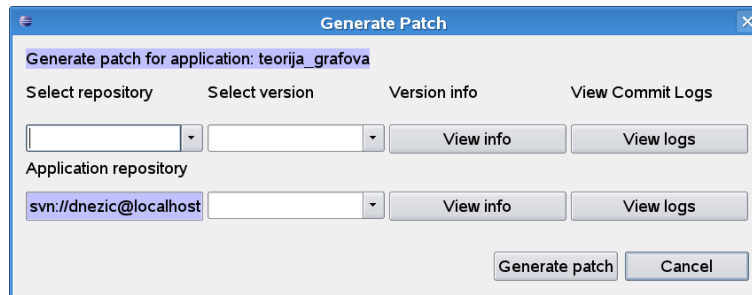 Generate Patch
Generate patch for application: teorija_grafova
Select repository Select version Version info View Commit Logs
View info View logs
Application repository
svn://dnezic@localhost View info View logs
Generate patch Cancel